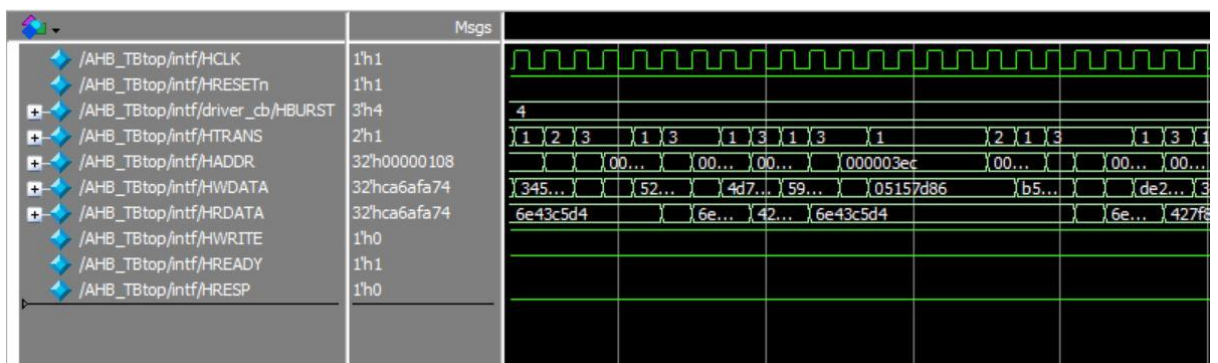 Msgs
/AHB_TBtop/intf/HCLK 1'h1
/AHB_TBtop/intf/HRESETn 1'h1
/AHB_TBtop/intf/driver_cb/HBURST 3'h4 4
/AHB_TBtop/intf/HTRANS 2'h1 1 2 3 1 3 1 3 1 3 1 2 1 3 1 3 1
/AHB_TBtop/intf/HADDR 32'h00000108 00... 00... 00... 000003ec 00... 00... 00...
/AHB_TBtop/intf/HWDATA 32'hca6afa74 345... 52... 4d7... 59... 05157d86 b5... de2... 3
/AHB_TBtop/intf/HRDATA 32'hca6afa74 6e43c5d4 6e... 42... 6e43c5d4 6e... 427f8
/AHB_TBtop/intf/HWRITE 1'h0
/AHB_TBtop/intf/HREADY 1'h1
/AHB_TBtop/intf/HRESP 1'h0